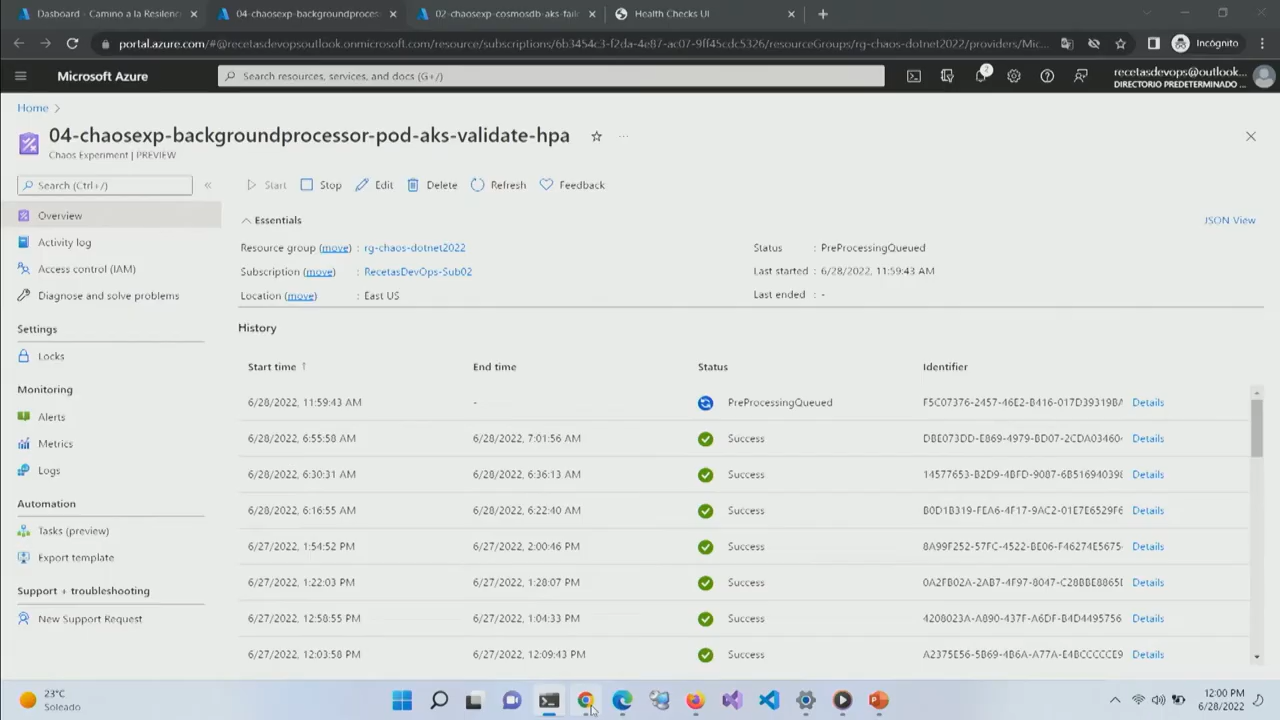 Dasboard - Camino a la Resilenc
04-chaosexp-backgroundproces
02-chaosexp-cosmosdb-aks-fail
Health Checks UI
portal.azure.com/#@recetasdevopsoutlook.onmicrosoft.com/resource/subscriptions/6b3454c3-f2da-4e87-ac07-9ff45cdc5326/resourceGroups/rg-chaos-dotnet2022/providers/Mic...
Incógnito
Microsoft Azure
Search resources, services, and docs (G+/)
2
recetasdevops@outlook...
DIRECTORIO PREDETERMINADO ...
Home
04-chaosexp-backgroundprocessor-pod-aks-validate-hpa
Chaos Experiment | PREVIEW
Search (Ctrl+/)
Start Stop Edit Delete Refresh Feedback
Overview
Activity log
Access control (IAM)
Diagnose and solve problems
Settings
Locks
Monitoring
Alerts
Metrics
Logs
Automation
Tasks (preview)
Export template
Support + troubleshooting
New Support Request
Essentials
JSON View
Resource group (move) : rg-chaos-dotnet2022
Subscription (move) : RecetasDevOps-Sub02
Location (move) : East US
Status : PreProcessingQueued
Last started : 6/28/2022, 11:59:43 AM
Last ended : -
History
Start time ↑ End time Status Identifier
6/28/2022, 11:59:43 AM - PreProcessingQueued F5C07376-2457-46E2-B416-017D39319BA Details
6/28/2022, 6:55:58 AM 6/28/2022, 7:01:56 AM Success DBE073DD-E869-4979-BD07-2CDA03460 Details
6/28/2022, 6:30:31 AM 6/28/2022, 6:36:13 AM Success 14577653-B2D9-4BFD-9087-6B516940398 Details
6/28/2022, 6:16:55 AM 6/28/2022, 6:22:40 AM Success B0D1B319-FEA6-4F17-9AC2-01E7E6529F6 Details
6/27/2022, 1:54:52 PM 6/27/2022, 2:00:46 PM Success 8A99F252-57FC-4522-BE06-F46274E5675 Details
6/27/2022, 1:22:03 PM 6/27/2022, 1:28:07 PM Success 0A2FB02A-2AB7-4F97-8047-C28BBE8865E Details
6/27/2022, 12:58:55 PM 6/27/2022, 1:04:33 PM Success 4208023A-A890-437F-A6DF-B4D4495756 Details
6/27/2022, 12:03:58 PM 6/27/2022, 12:09:43 PM Success A2375E56-5B69-4B6A-A77A-E4BCCCCE9 Details
23°C
Soleado
12:00 PM
6/28/2022